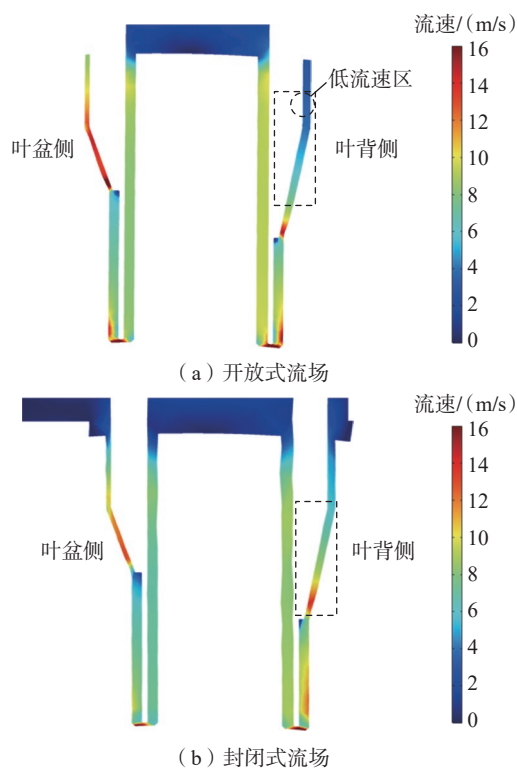 流速/(m/s)
16
14
12
10
8
6
4
2
0
低流速区
叶盆侧
叶背侧
（a）开放式流场
流速/(m/s)
16
14
12
10
8
6
4
2
0
叶盆侧
叶背侧
（b）封闭式流场